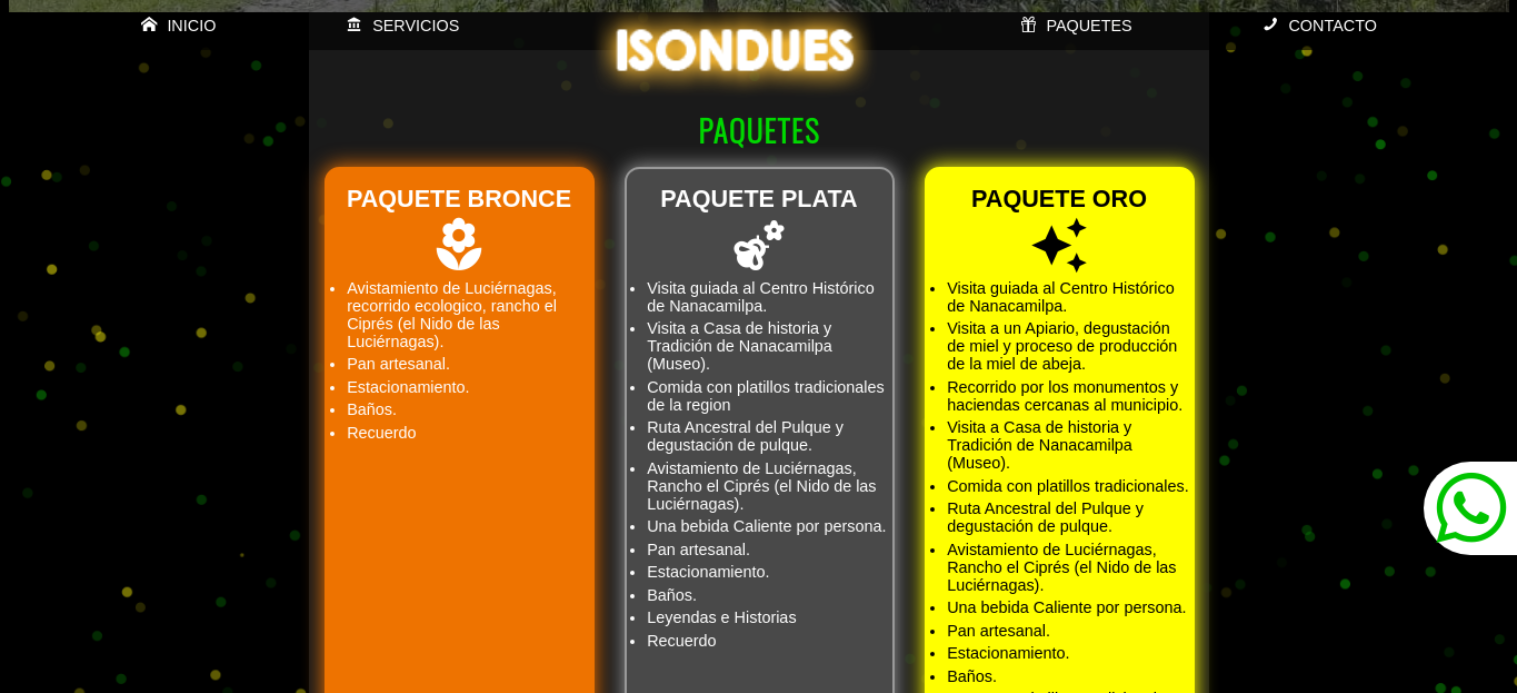 INICIO
SERVICIOS
ISONDUES
PAQUETES
CONTACTO
PAQUETES
PAQUETE BRONCE
Avistamiento de Luciérnagas,
recorrido ecologico, rancho el
Ciprés (el Nido de las
Luciérnagas).
Pan artesanal.
Estacionamiento.
Baños.
Recuerdo
PAQUETE PLATA
Visita guiada al Centro Histórico
de Nanacamilpa.
Visita a Casa de historia y
Tradición de Nanacamilpa
(Museo).
Comida con platillos tradicionales
de la region
Ruta Ancestral del Pulque y
degustación de pulque.
Avistamiento de Luciérnagas,
Rancho el Ciprés (el Nido de las
Luciérnagas).
Una bebida Caliente por persona.
Pan artesanal.
Estacionamiento.
Baños.
Leyendas e Historias
Recuerdo
PAQUETE ORO
Visita guiada al Centro Histórico
de Nanacamilpa.
Visita a un Apiario, degustación
de miel y proceso de producción
de la miel de abeja.
Recorrido por los monumentos y
haciendas cercanas al municipio.
Visita a Casa de historia y
Tradición de Nanacamilpa
(Museo).
Comida con platillos tradicionales.
Ruta Ancestral del Pulque y
degustación de pulque.
Avistamiento de Luciérnagas,
Rancho el Ciprés (el Nido de las
Luciérnagas).
Una bebida Caliente por persona.
Pan artesanal.
Estacionamiento.
Baños.